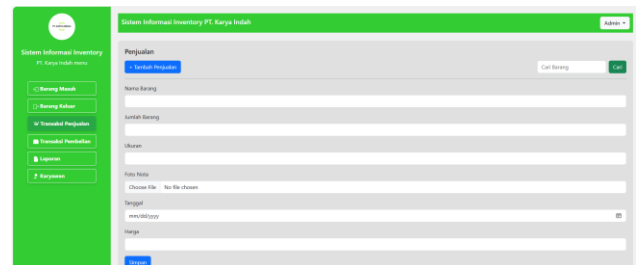 Sistem Informasi Inventory PT. Karya Indah
Admin
Sistem Informasi Inventory
PT. Karya Indah menu
Barang Masuk
Barang Keluar
Transaksi Penjualan
Transaksi Pembelian
Laporan
Karyawan
Penjualan
+ Tambah Penjualan
Cari Barang
Cari
Nama Barang
Jumlah Barang
Ukuran
Foto Nota
Choose File No file chosen
Tanggal
mm/dd/yyyy
Harga
Simpan